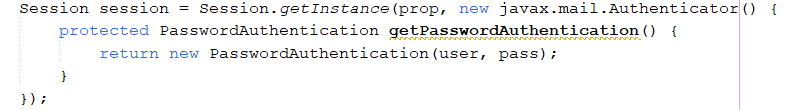 Session session = Session.getInstance(prop, new javax.mail.Authenticator() {
    protected PasswordAuthentication getPasswordAuthentication() {
        return new PasswordAuthentication(user, pass);
    }
});